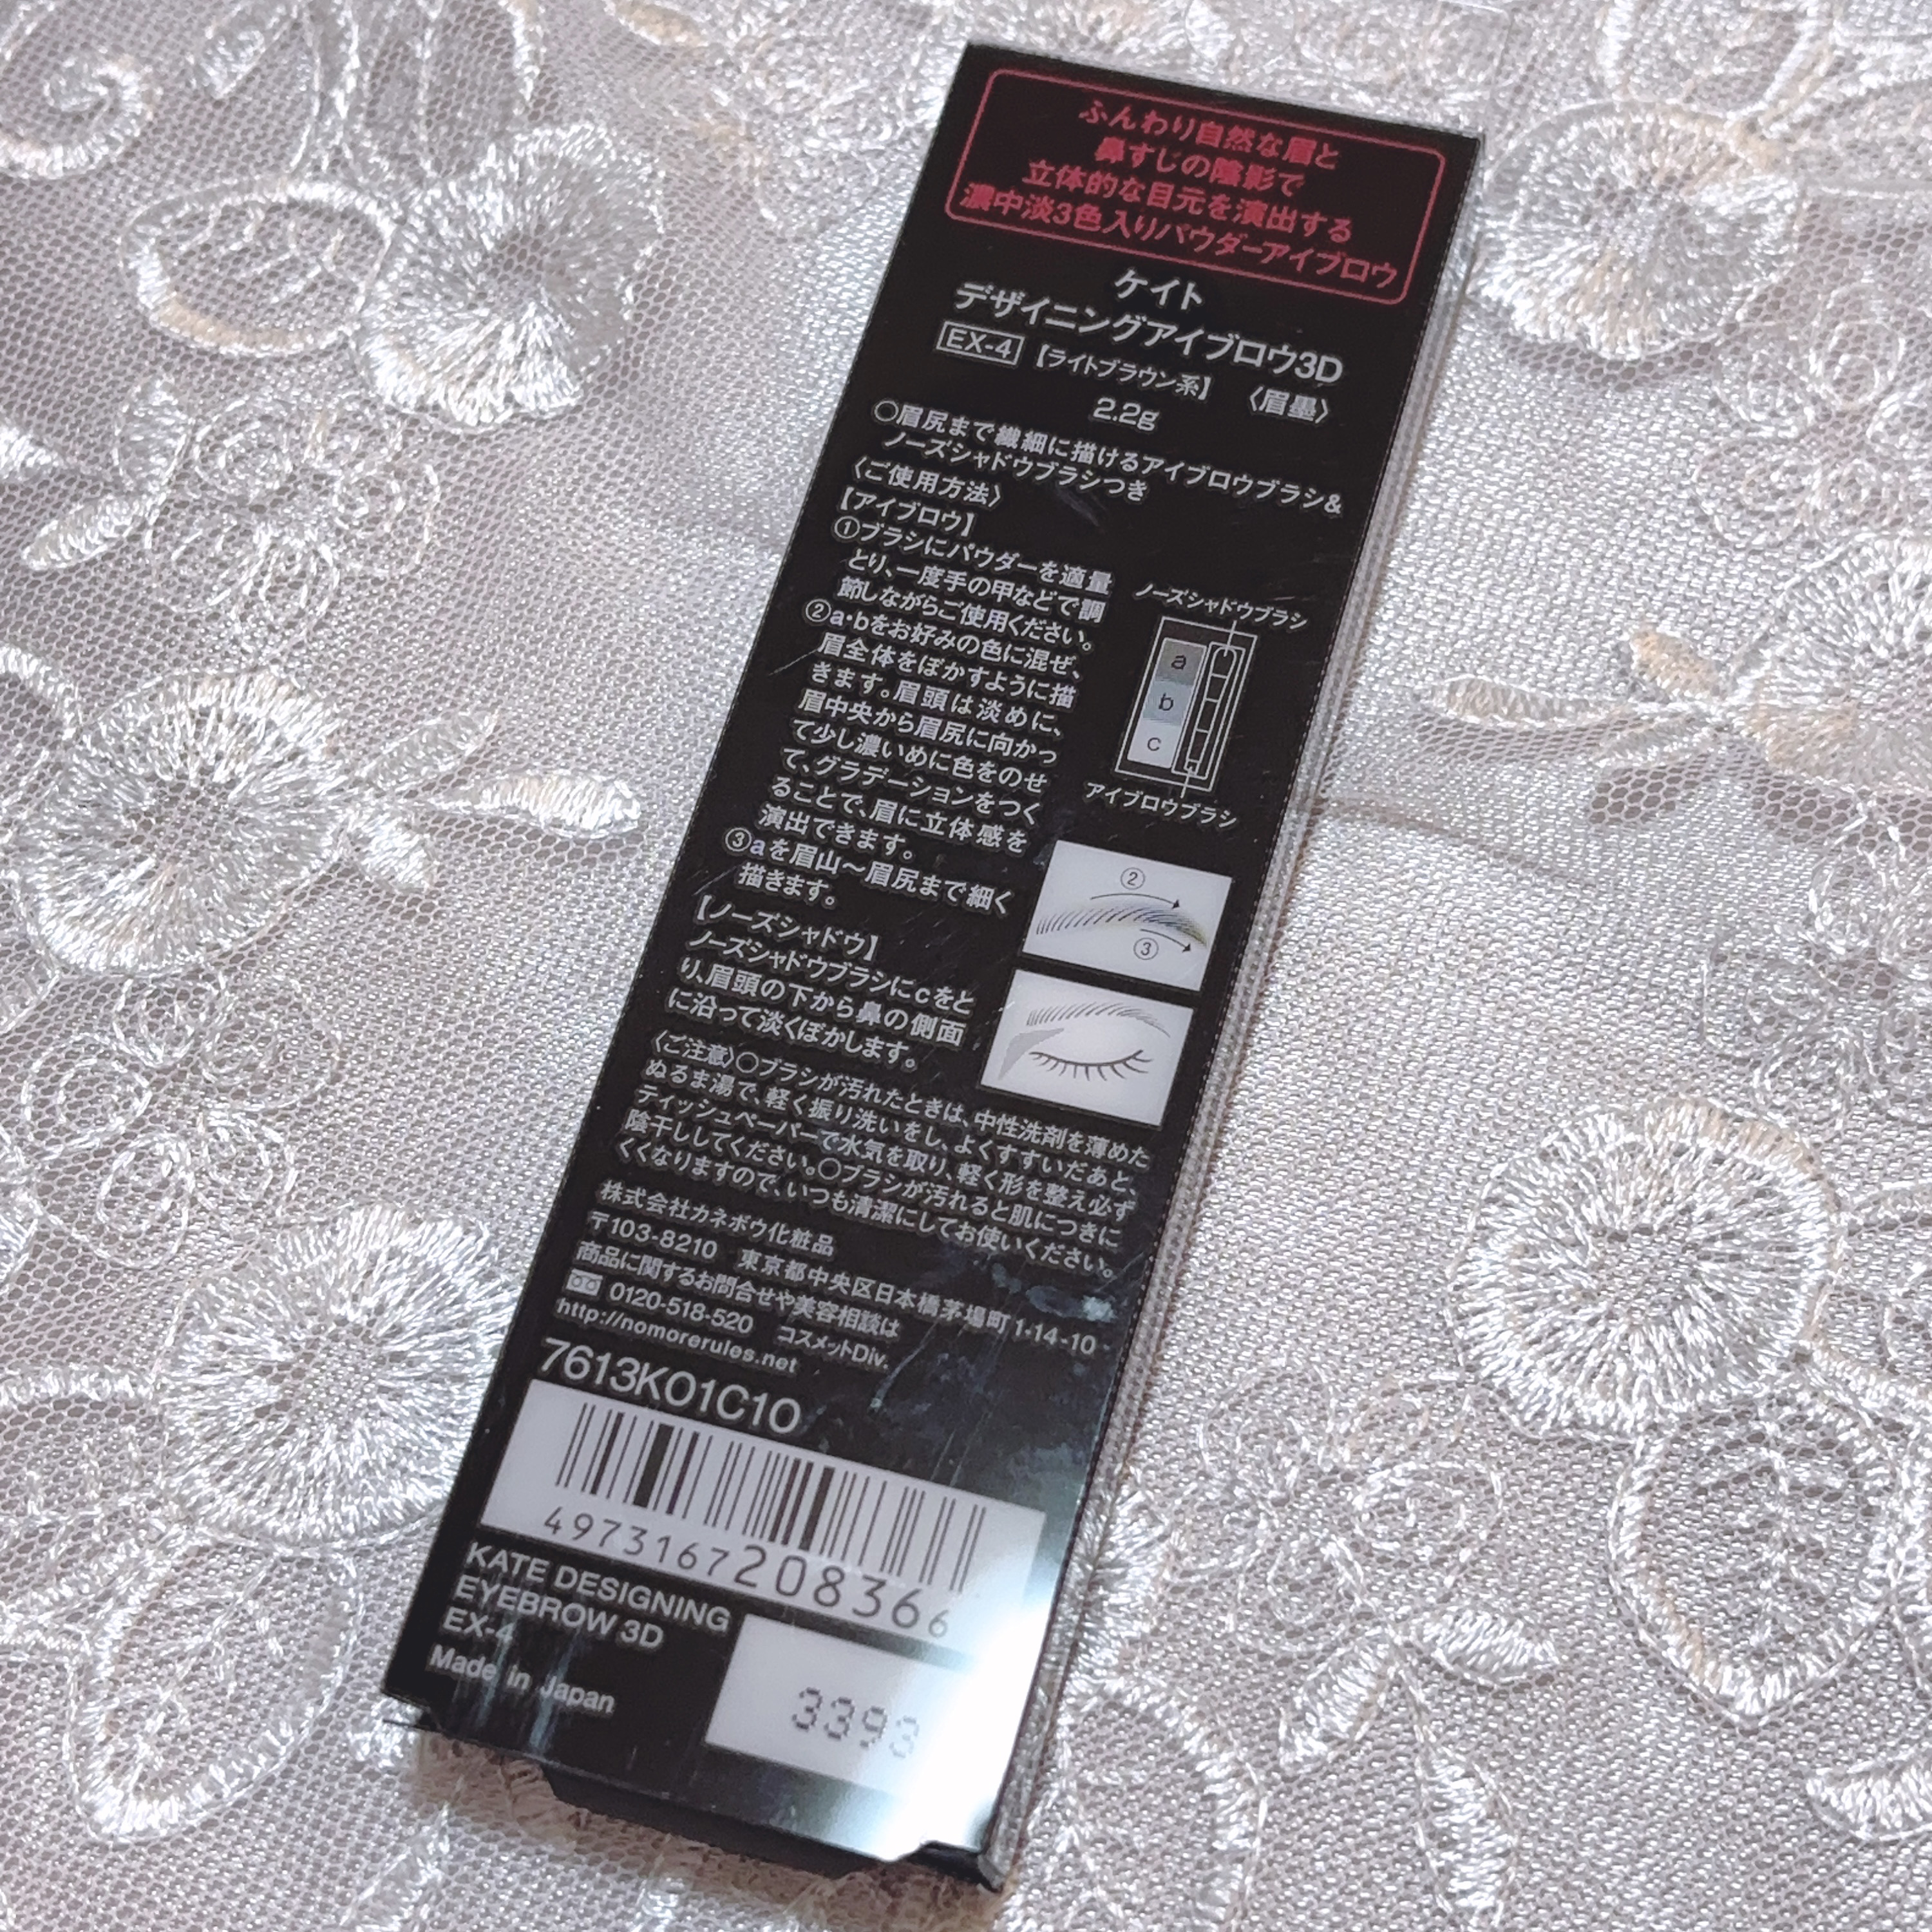 ふんわり自然な眉と
鼻すじの陰影で
立体的な目元を演出する
濃中淡3色入りパウダーアイブロウ
ケイト
デザイニングアイブロウ3D
EX-4 【ライトブラウン系】 〈眉墨〉
2.2g
○眉尻まで繊細に描けるアイブロウブラシ&
ノーズシャドウブラシつき
〈ご使用方法〉
【アイブロウ】
①ブラシにパウダーを適量
とり、一度手の甲などで調
節しながらご使用ください。
②a・bをお好みの色に混ぜ、
眉全体をぼかすように描
きます。眉頭は淡めに、
眉中央から眉尻に向かっ
て少し濃いめに色をのせ
て、グラデーションをつく
ることで、眉に立体感を
演出できます。
③aを眉山〜眉尻まで細く
描きます。
ノーズシャドウブラシ
a
b
c
アイブロウブラシ
②
③
【ノーズシャドウ】
ノーズシャドウブラシにcをと
り、眉頭の下から鼻の側面
に沿って淡くぼかします。
〈ご注意〉○ブラシが汚れたときは、中性洗剤を薄めた
ぬるま湯で、軽く振り洗いをし、よくすすいだあと、
ティッシュペーパーで水気を取り、軽く形を整え必ず
陰干ししてください。○ブラシが汚れると肌につきに
くくなりますので、いつも清潔にしてお使いください。
株式会社カネボウ化粧品
〒103-8210 東京都中央区日本橋茅場町1-14-10
商品に関するお問合せや美容相談は
0120-518-520 コスメットDiv.
http://nomorerules.net
7613K01C10
4973167208366
KATE DESIGNING
EYEBROW 3D
EX-4
Made in Japan
3393